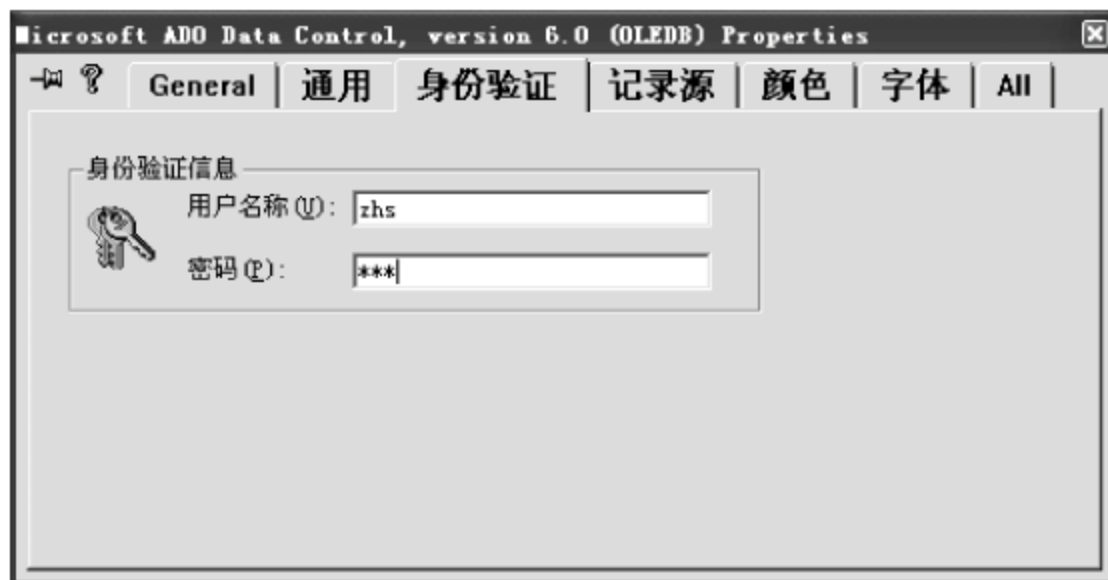 Microsoft ADO Data Control, version 6.0 (OLEDB) Properties
General 通用 身份验证 记录源 颜色 字体 All
身份验证信息
用户名称(U): zhs
密码(P): ***